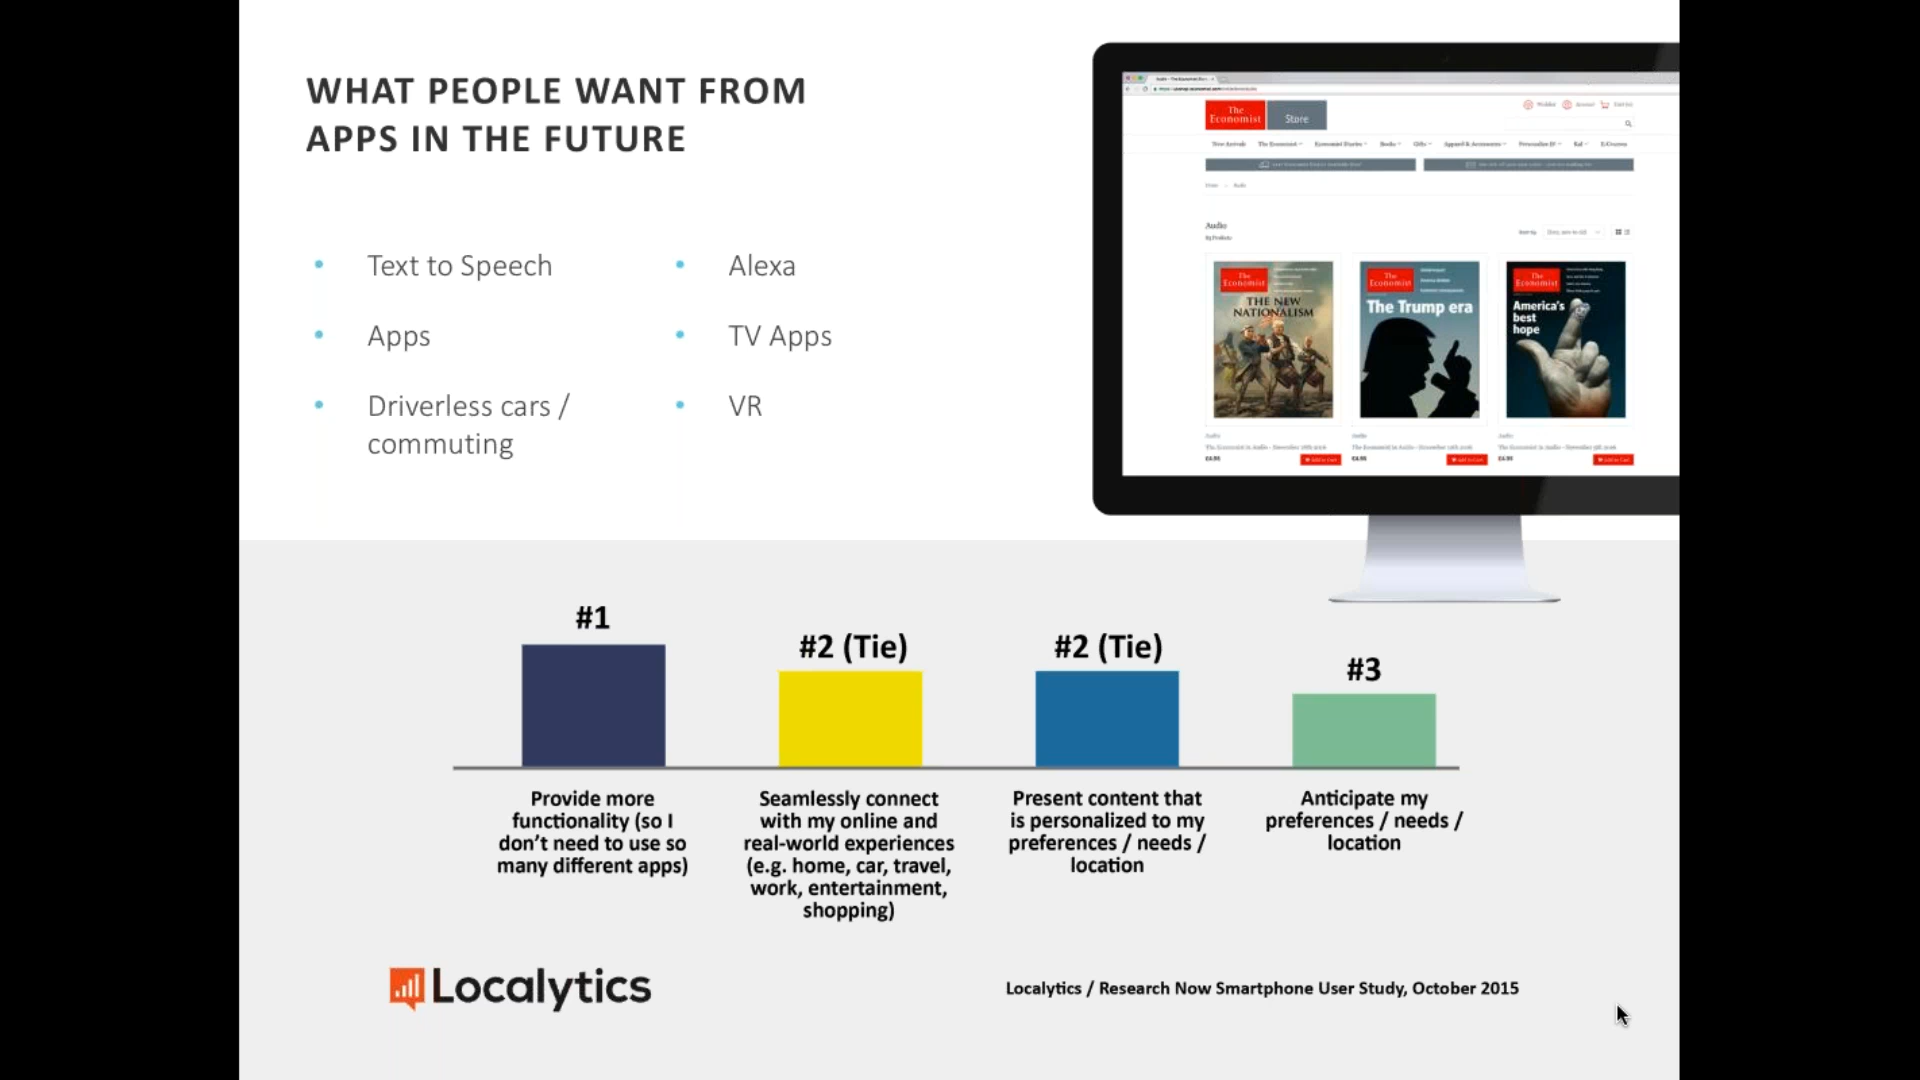 WHAT PEOPLE WANT FROM
APPS IN THE FUTURE
• Text to Speech
• Apps
• Driverless cars /
commuting
• Alexa
• TV Apps
• VR
The
Economist
Store
Audio
The
Economist
THE NEW
NATIONALISM
The
Economist
The Trump era
The
Economist
America's
best
hope
#1
#2 (Tie)
#2 (Tie)
#3
Provide more
functionality (so I
don't need to use so
many different apps)
Seamlessly connect
with my online and
real-world experiences
(e.g. home, car, travel,
work, entertainment,
shopping)
Present content that
is personalized to my
preferences / needs /
location
Anticipate my
preferences / needs /
location
Localytics
Localytics / Research Now Smartphone User Study, October 2015